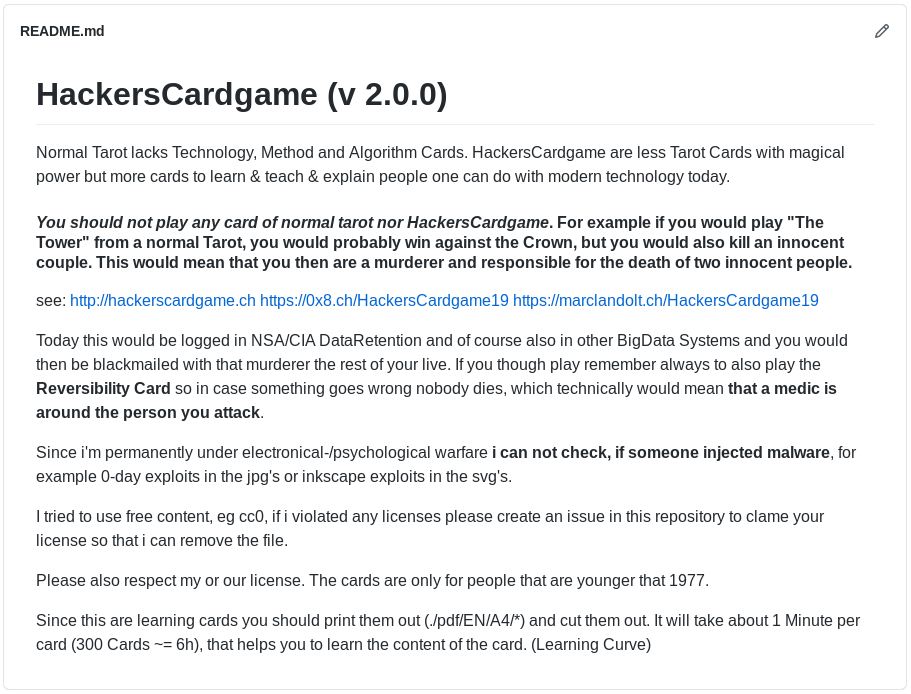 README.md
HackersCardgame (v 2.0.0)
Normal Tarot lacks Technology, Method and Algorithm Cards. HackersCardgame are less Tarot Cards with magical
power but more cards to learn & teach & explain people one can do with modern technology today.
You should not play any card of normal tarot nor HackersCardgame. For example if you would play "The
Tower" from a normal Tarot, you would probably win against the Crown, but you would also kill an innocent
couple. This would mean that you then are a murderer and responsible for the death of two innocent people.
see: http://hackerscardgame.ch https://0x8.ch/HackersCardgame19 https://marclandolt.ch/HackersCardgame19
Today this would be logged in NSA/CIA DataRetention and of course also in other BigData Systems and you would
then be blackmailed with that murderer the rest of your live. If you though play remember always to also play the
Reversibility Card so in case something goes wrong nobody dies, which technically would mean that a medic is
around the person you attack.
Since i'm permanently under electronical-/psychological warfare i can not check, if someone injected malware, for
example 0-day exploits in the jpg's or inkscape exploits in the svg's.
I tried to use free content, eg cc0, if i violated any licenses please create an issue in this repository to clame your
license so that i can remove the file.
Please also respect my or our license. The cards are only for people that are younger that 1977.
Since this are learning cards you should print them out (./pdf/EN/A4/*) and cut them out. It will take about 1 Minute per
card (300 Cards ~= 6h), that helps you to learn the content of the card. (Learning Curve)